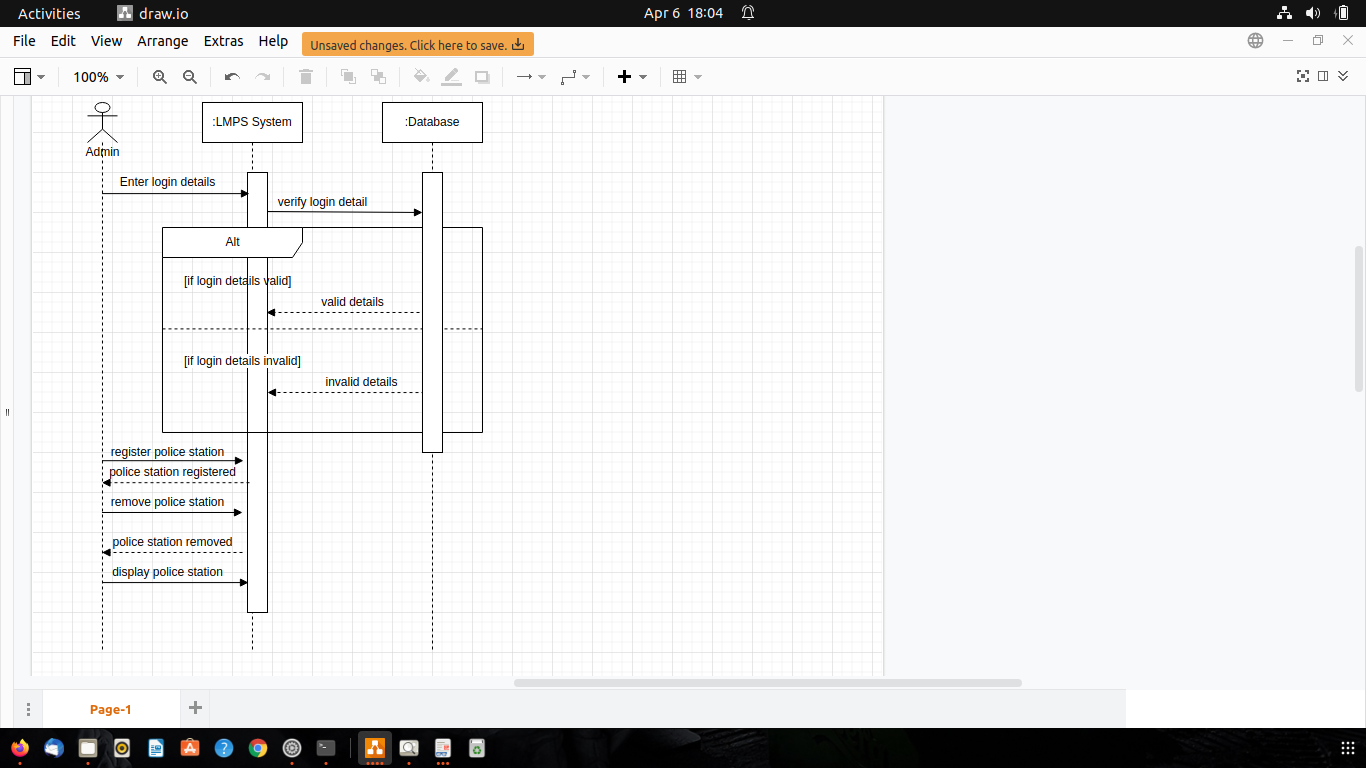 Activities
draw.io
Apr 6 18:04
File Edit View Arrange Extras Help
Unsaved changes. Click here to save.
100%
:LMPS System
:Database
Admin
Enter login details
verify login detail
Alt
[if login details valid]
valid details
[if login details invalid]
invalid details
register police station
police station registered
remove police station
police station removed
display police station
Page-1